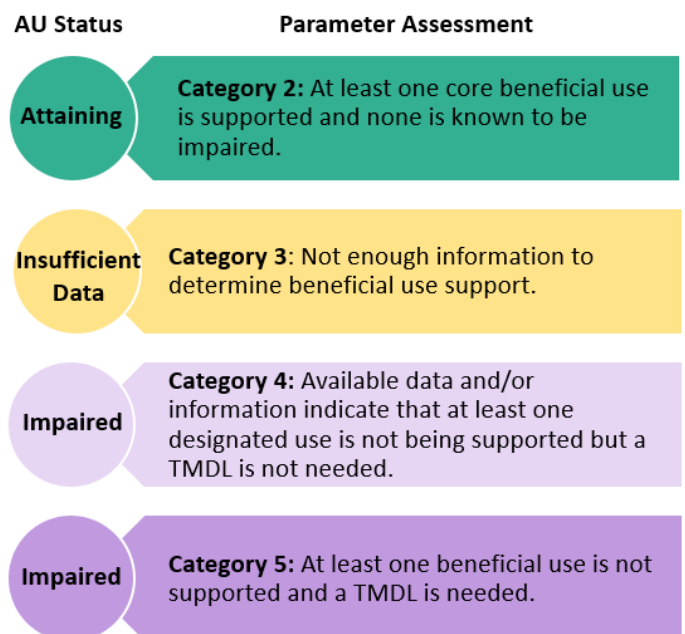 AU Status
Parameter Assessment
Attaining
Category 2: At least one core beneficial use
is supported and none is known to be
impaired.
Insufficient
Data
Category 3: Not enough information to
determine beneficial use support.
Impaired
Category 4: Available data and/or
information indicate that at least one
designated use is not being supported but a
TMDL is not needed.
Impaired
Category 5: At least one beneficial use is not
supported and a TMDL is needed.